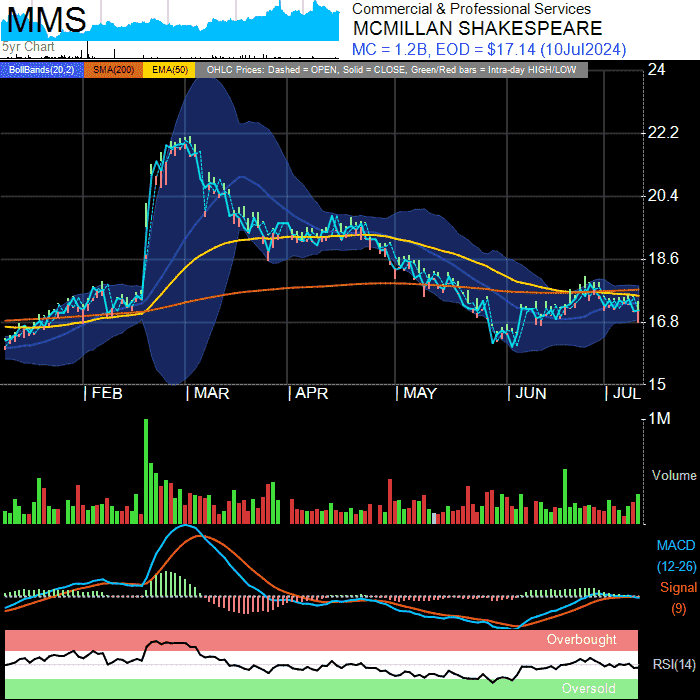 MMS
5yr Chart
Commercial & Professional Services
MCMILLAN SHAKESPEARE
MC = 1.2B, EOD = $17.14 (10Jul2024)
BollBands(20,2) SMA(200) EMA(50) OHLC Prices: Dashed = OPEN, Solid = CLOSE, Green/Red bars = Intra-day HIGH/LOW
24
22.2
20.4
18.6
16.8
15
| FEB | MAR | APR | MAY | JUN | JUL
1M
Volume
MACD
(12-26)
Signal
(9)
Overbought
RSI(14)
Oversold